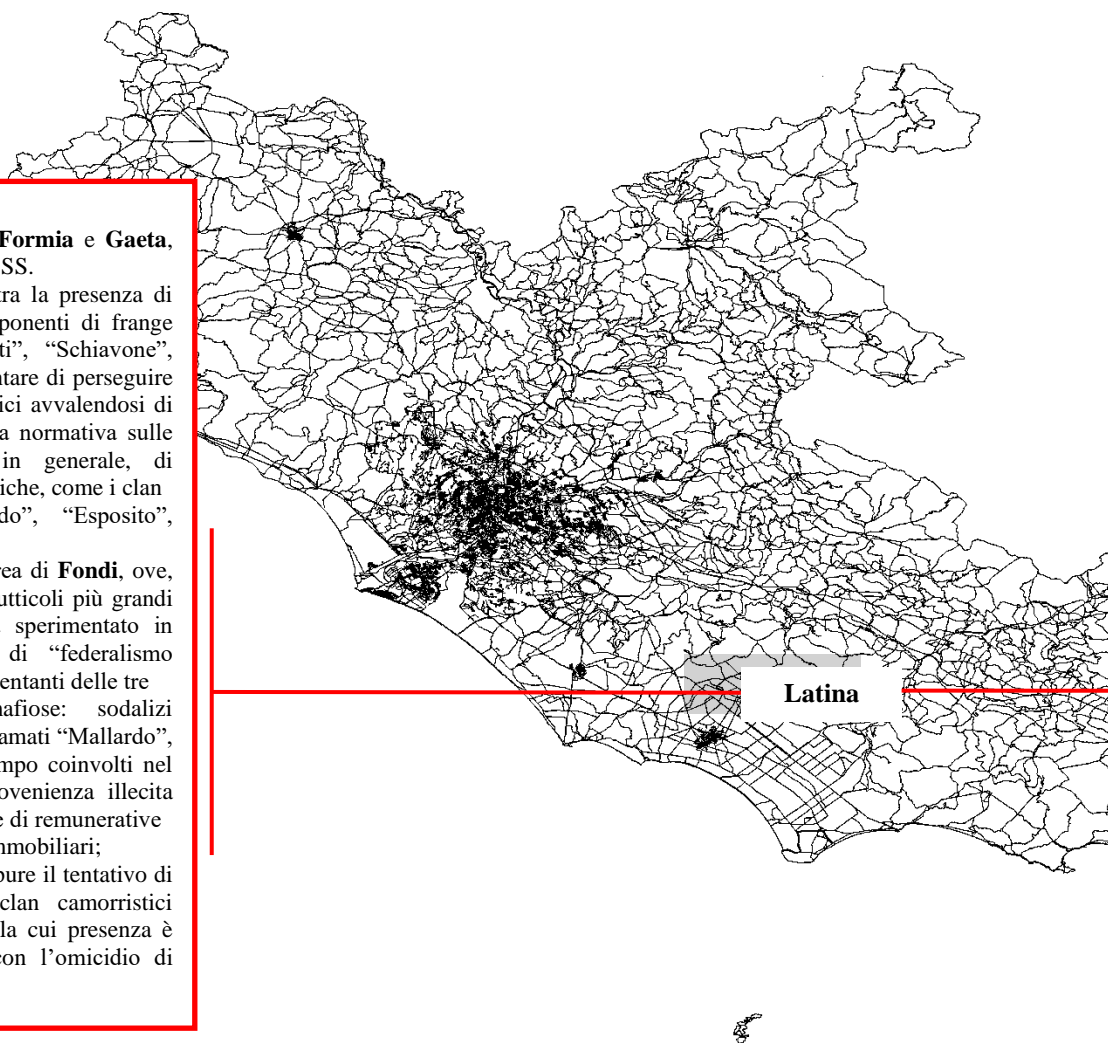 Formia e Gaeta,
SS.
tra la presenza di
ponenti di frange
ti”, “Schiavone”,
ntare di perseguire
ici avvalendosi di
a normativa sulle
in generale, di
iche, come i clan
do”, “Esposito”,
rea di Fondi, ove,
utticoli più grandi
sperimentato in
di “federalismo
entanti delle tre
nafiose: sodalizi
amati “Mallardo”,
mpo coinvolti nel
ovenienza illecita
e di remunerative
nmobiliari;
pure il tentativo di
clan camorristici
la cui presenza è
con l’omicidio di
Latina